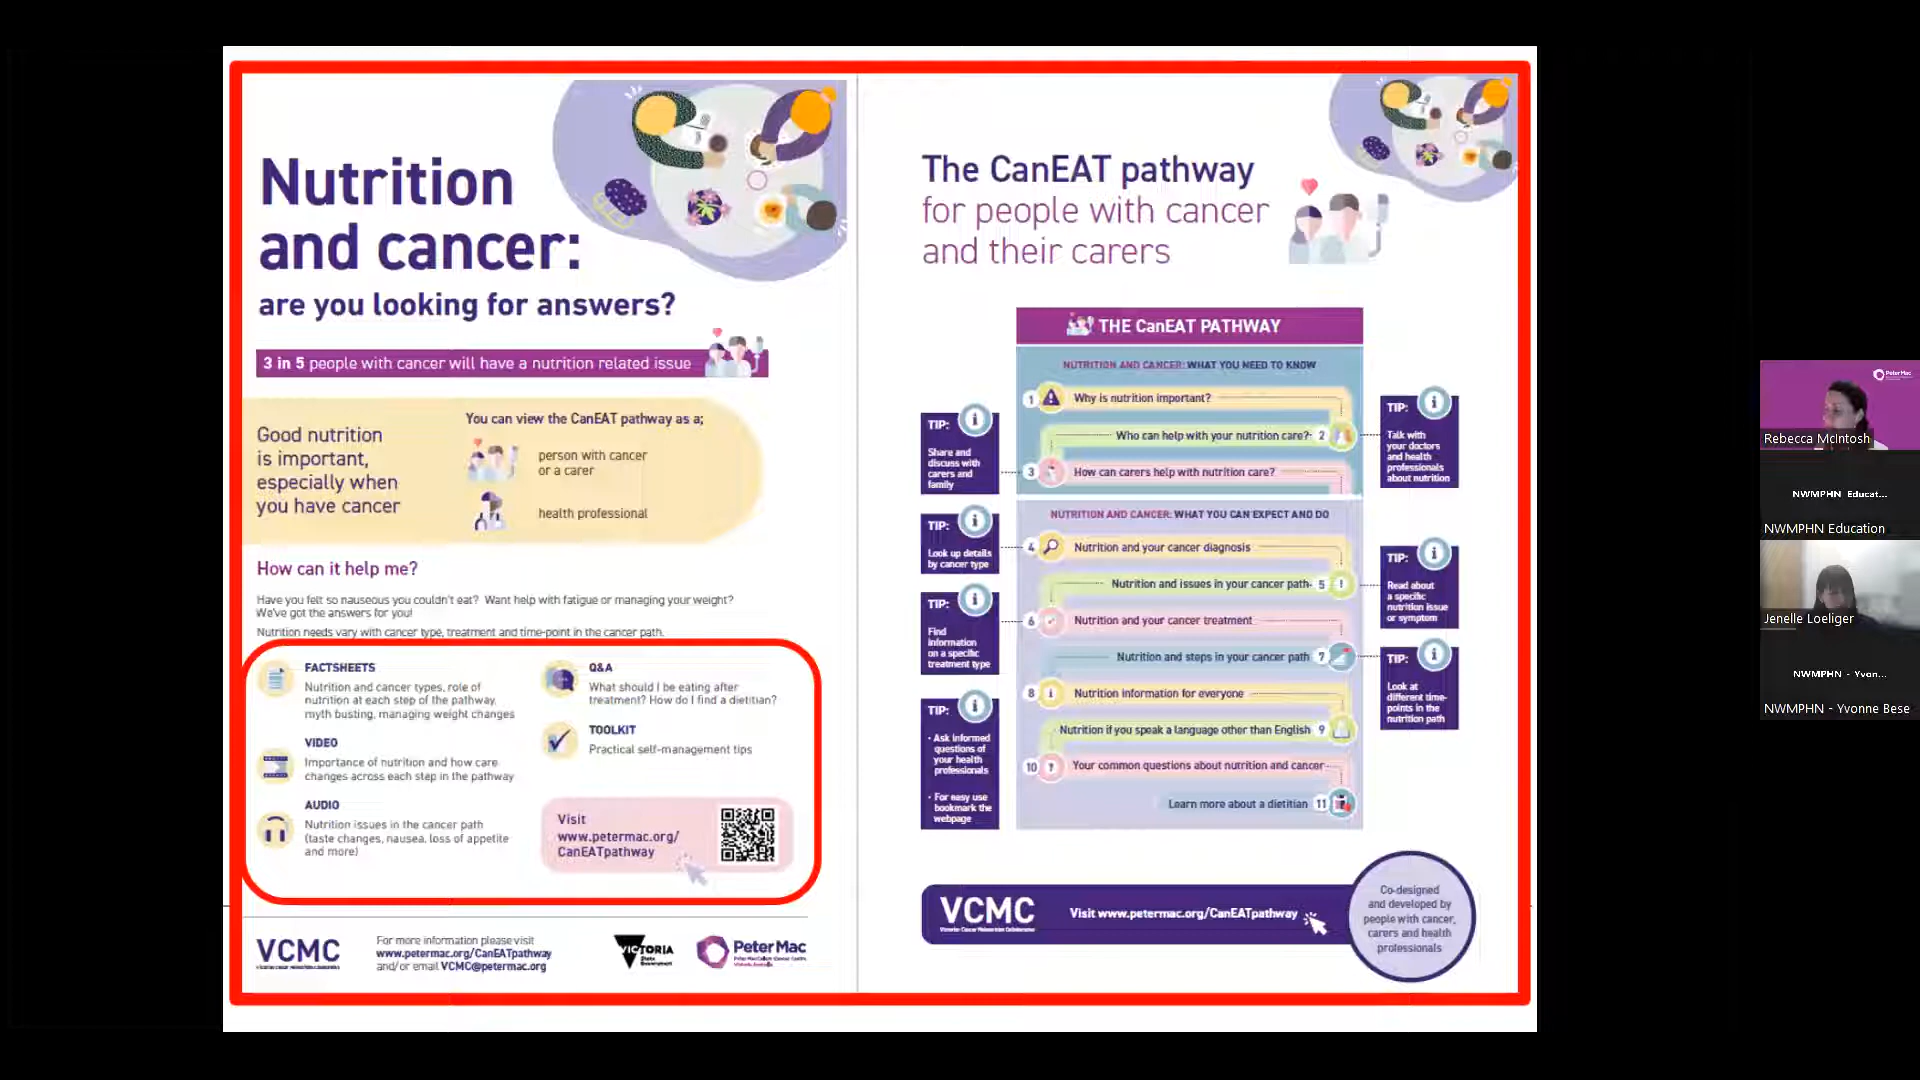 Nutrition
and cancer:
are you looking for answers?
3 in 5 people with cancer will have a nutrition related issue
Good nutrition
is important,
especially when
you have cancer
You can view the CanEAT pathway as a;
person with cancer
or a carer
health professional
How can it help me?
Have you felt so nauseous you couldn't eat? Want help with fatigue or managing your weight?
We've got the answers for you!
Nutrition needs vary with cancer type, treatment and time-point in the cancer path.
FACTSHEETS
Nutrition and cancer types, role of
nutrition at each step of the pathway,
myth busting, managing weight changes
VIDEO
Importance of nutrition and how care
changes across each step in the pathway
AUDIO
Nutrition issues in the cancer path
(taste changes, nausea, loss of appetite
and more)
Q&A
What should I be eating after
treatment? How do I find a dietitian?
TOOLKIT
Practical self-management tips
Visit
www.petermac.org/
CanEATpathway
VCMC
For more information please visit
www.petermac.org/CanEATpathway
and/or email VCMC@petermac.org
VICTORIA
State
Government
Peter Mac
Peter MacCallum Cancer Centre
Victoria Australia
The CanEAT pathway
for people with cancer
and their carers
THE CanEAT PATHWAY
NUTRITION AND CANCER: WHAT YOU NEED TO KNOW
1 Why is nutrition important?
Who can help with your nutrition care? 2
3 How can carers help with nutrition care?
NUTRITION AND CANCER: WHAT YOU CAN EXPECT AND DO
4 Nutrition and your cancer diagnosis
Nutrition and issues in your cancer path 5
6 Nutrition and your cancer treatment
Nutrition and steps in your cancer path 7
8 Nutrition information for everyone
Nutrition if you speak a language other than English 9
10 Your common questions about nutrition and cancer
Learn more about a dietitian 11
TIP:
Share and
discuss with
carers and
family
TIP:
Look up details
by cancer type
TIP:
Find
information
on a specific
treatment type
TIP:
• Ask informed
questions of
your health
professionals
• For easy use
bookmark the
webpage
TIP:
Talk with
your doctors
and health
professionals
about nutrition
TIP:
Read about
a specific
nutrition issue
or symptom
TIP:
Look at
different time-
points in the
nutrition path
VCMC
Visit www.petermac.org/CanEATpathway
Co-designed
and developed by
people with cancer,
carers and health
professionals
Peter Mac
Rebecca McIntosh
NWMPHN Educat...
NWMPHN Education
Jenelle Loeliger
NWMPHN - Yvon...
NWMPHN - Yvonne Bese